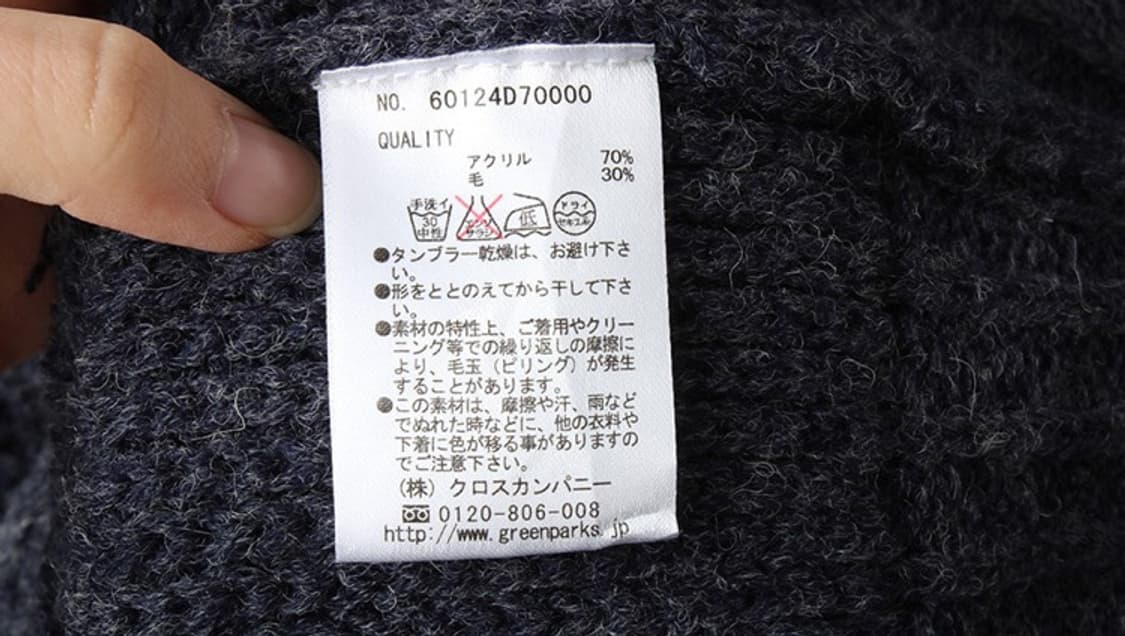 NO. 60124D70000
QUALITY
アクリル 70%
毛 30%
手洗イ 30 中性
エンソ サラシ
低
ドライ セキユ系
●タンブラー乾燥は、お避け下さ
い。
●形をととのえてから干して下さ
い。
●素材の特性上、ご着用やクリー
ニング等での繰り返しの摩擦に
より、毛玉（ピリング）が発生
することがあります。
●この素材は、摩擦や汗、雨など
でぬれた時などに、他の衣料や
下着に色が移る事がありますの
でご注意下さい。
（株）クロスカンパニー
0120-806-008
http://www.greenparks.jp